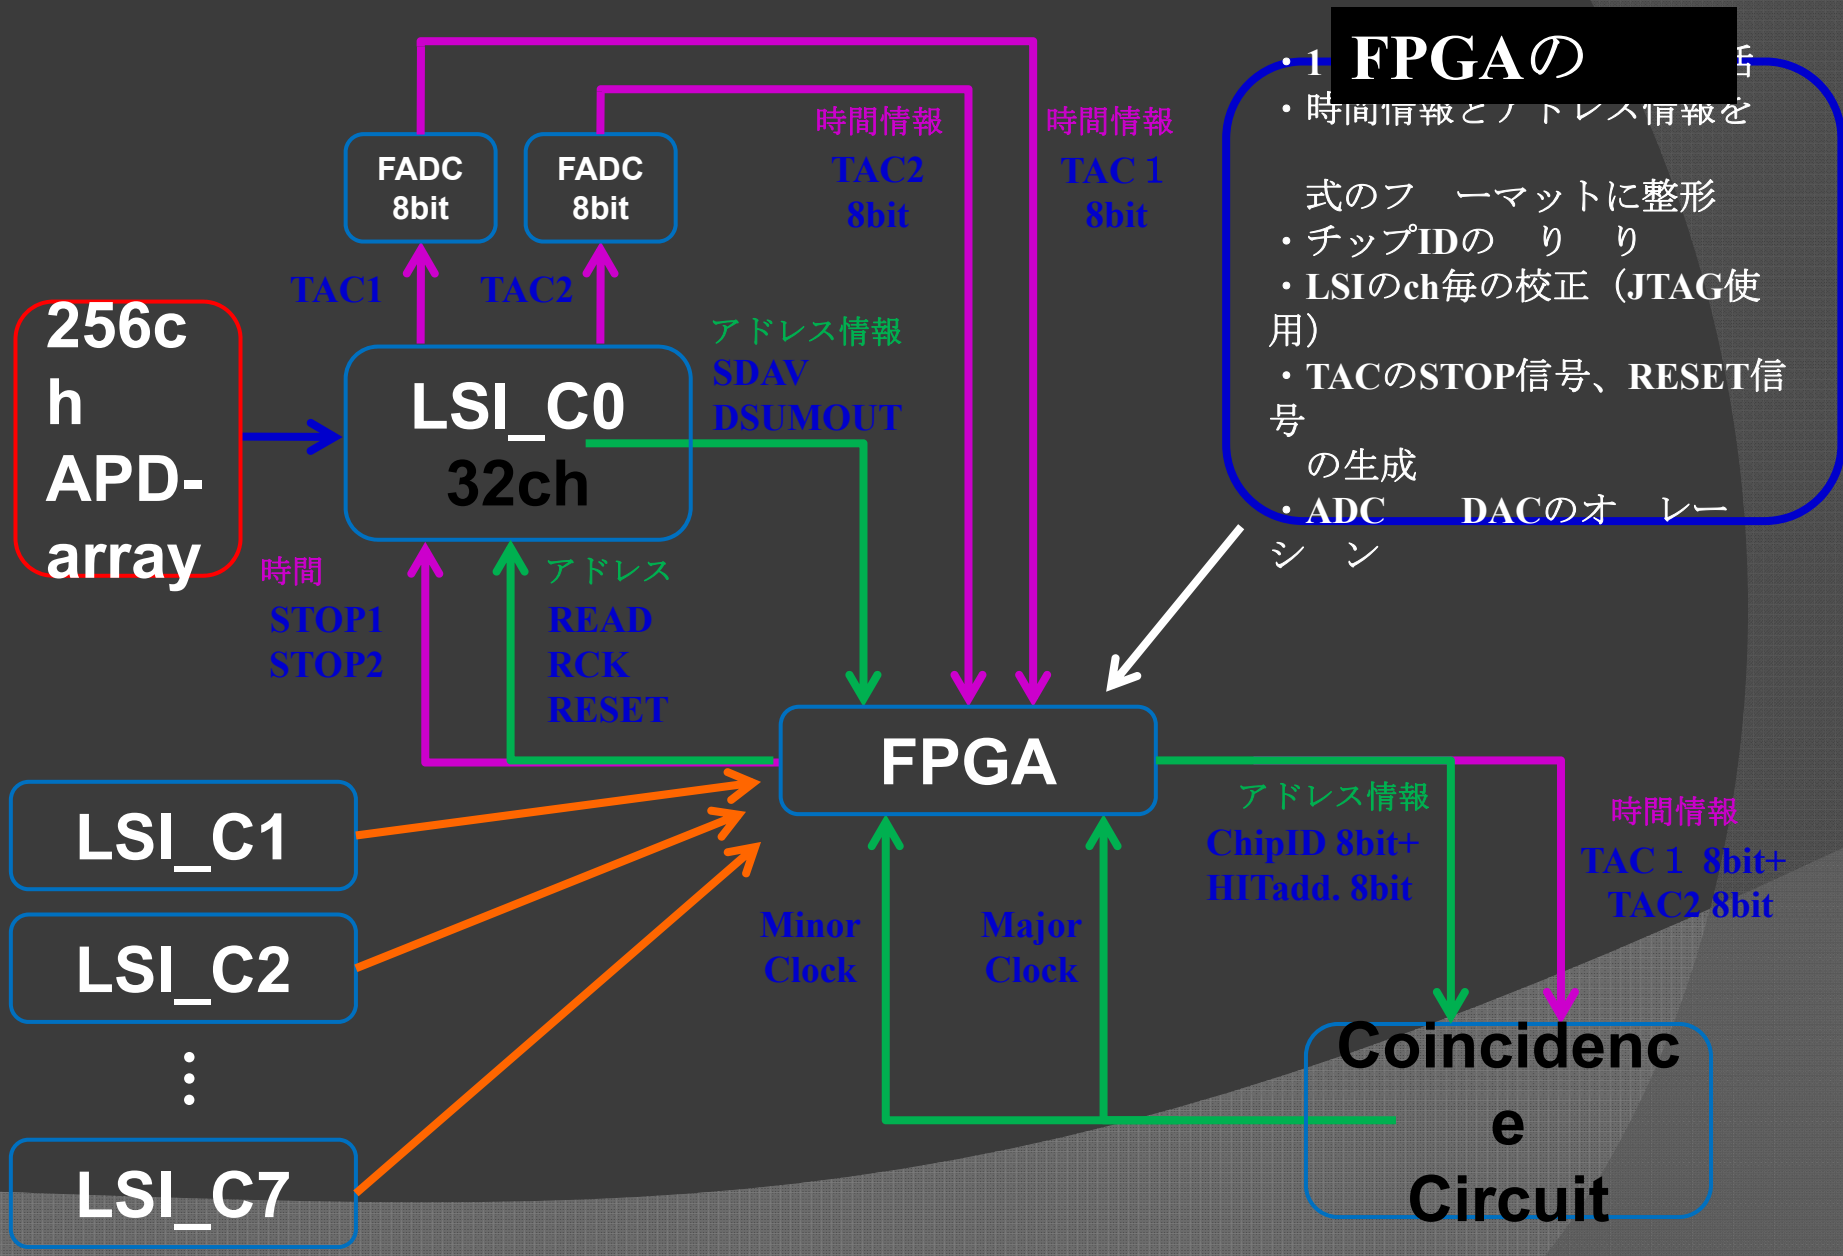 FPGAの
・1
・時間情報とアドレス情報を
式のフ ーマットに整形
・チップIDの り り
・LSIのch毎の校正（JTAG使
用）
・TACのSTOP信号、RESET信
号
の生成
・ADC DACのオ レー
シ ン
時間情報
TAC2
8bit
時間情報
TAC１
8bit
FADC
8bit
FADC
8bit
TAC1
TAC2
256c
h
APD-
array
LSI_C0
32ch
アドレス情報
SDAV
DSUMOUT
時間
STOP1
STOP2
アドレス
READ
RCK
RESET
FPGA
LSI_C1
LSI_C2
⋮
LSI_C7
Minor
Clock
Major
Clock
アドレス情報
ChipID 8bit+
HITadd. 8bit
時間情報
TAC１ 8bit+
TAC2 8bit
Coincidenc
e
Circuit